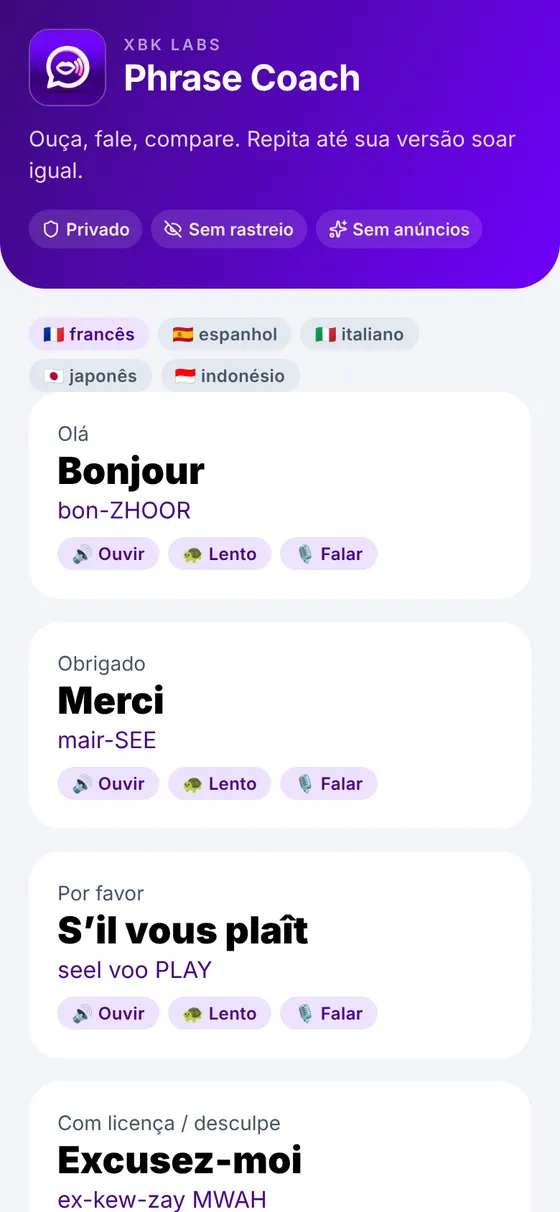 XBK LABS
Phrase Coach
Ouça, fale, compare. Repita até sua versão soar
igual.
Privado Sem rastreio Sem anúncios
francês espanhol italiano
japonês indonésio
Olá
Bonjour
bon-ZHOOR
Ouvir Lento Falar
Obrigado
Merci
mair-SEE
Ouvir Lento Falar
Por favor
S’il vous plaît
seel voo PLAY
Ouvir Lento Falar
Com licença / desculpe
Excusez-moi
ex-kew-zay MWAH